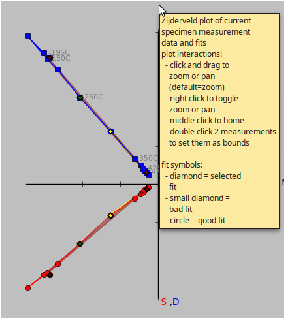 Zijderveld plot of current
specimen measurement
data and fits
plot interactions:
- click and drag to
zoom or pan
(default=zoom)
- right click to toggle
zoom or pan
- middle click to home
- double click 2 measurements
to set them as bounds
fit symbols:
- diamond = selected
fit
- small diamond =
bad fit
- circle = good fit
250C
350C
S ,D